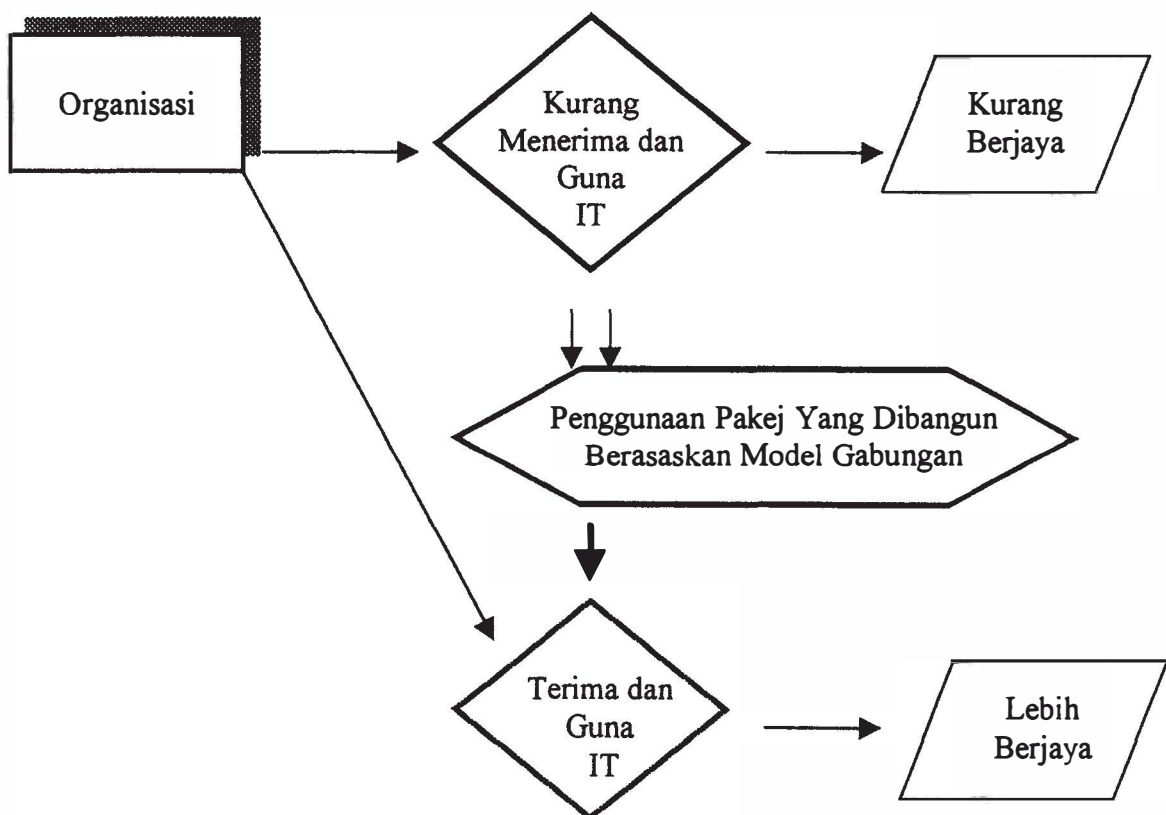 Organisasi
Kurang
Menerima dan
Guna
IT
Kurang
Berjaya
Penggunaan Pakej Yang Dibangun
Berasaskan Model Gabungan
Terima dan
Guna
IT
Lebih
Berjaya